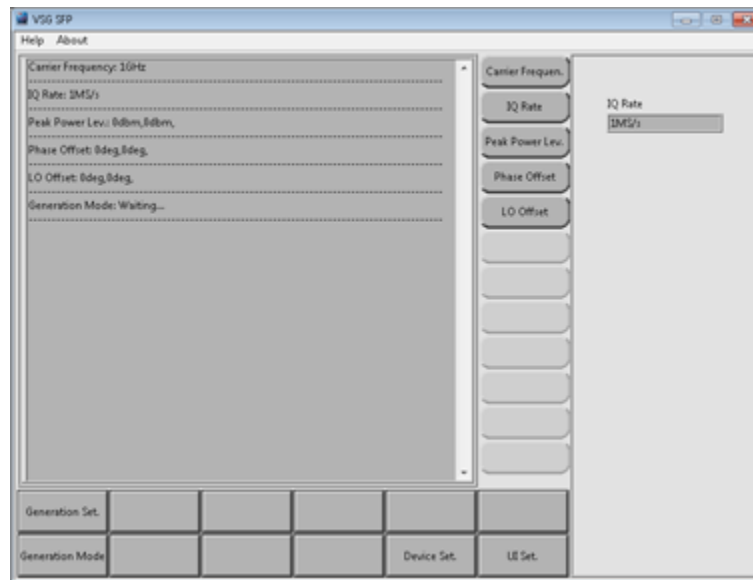 VSG SFP
Help About
Carrier Frequency: 1GHz
IQ Rate: 1MS/s
Peak Power Lev.: 0dbm,0dbm,
Phase Offset: 0deg,0deg,
LO Offset: 0deg,0deg,
Generation Mode: Waiting...
Carrier Frequen.
IQ Rate
Peak Power Lev.
Phase Offset
LO Offset
IQ Rate
1MS/s
Generation Set.
Generation Mode
Device Set.
UI Set.